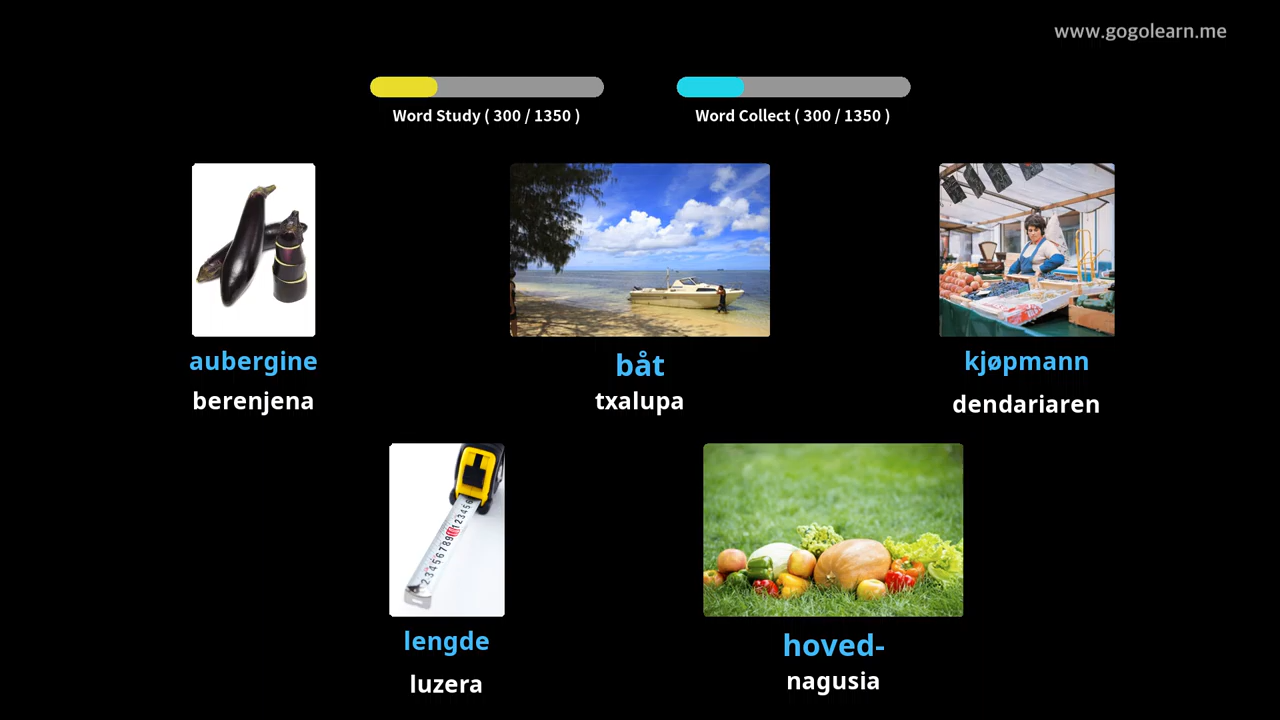 www.gogolearn.me
Word Study ( 300 / 1350 )
Word Collect ( 300 / 1350 )
aubergine
berenjena
båt
txalupa
kjøpmann
dendariaren
lengde
luzera
hoved-
nagusia